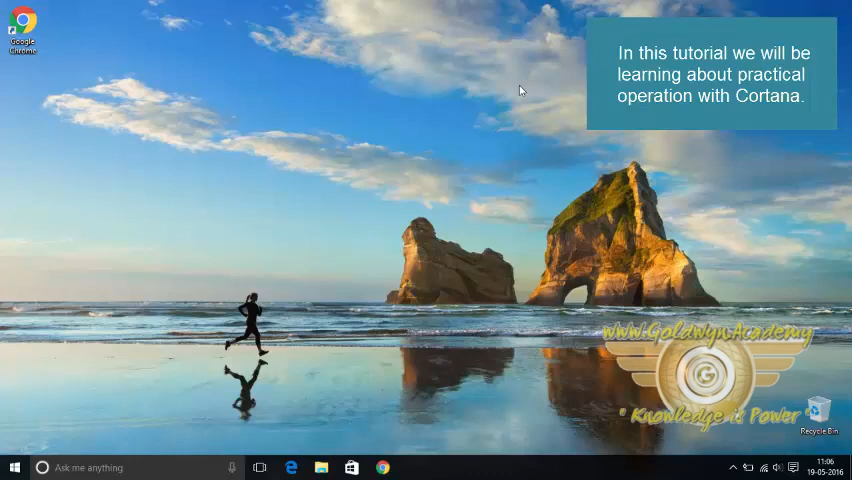 Google
Chrome
In this tutorial we will be
learning about practical
operation with Cortana.
www.GoldwynAcademy
G
" Knowledge is Power "
Recycle Bin
Ask me anything
11:06
19-05-2016